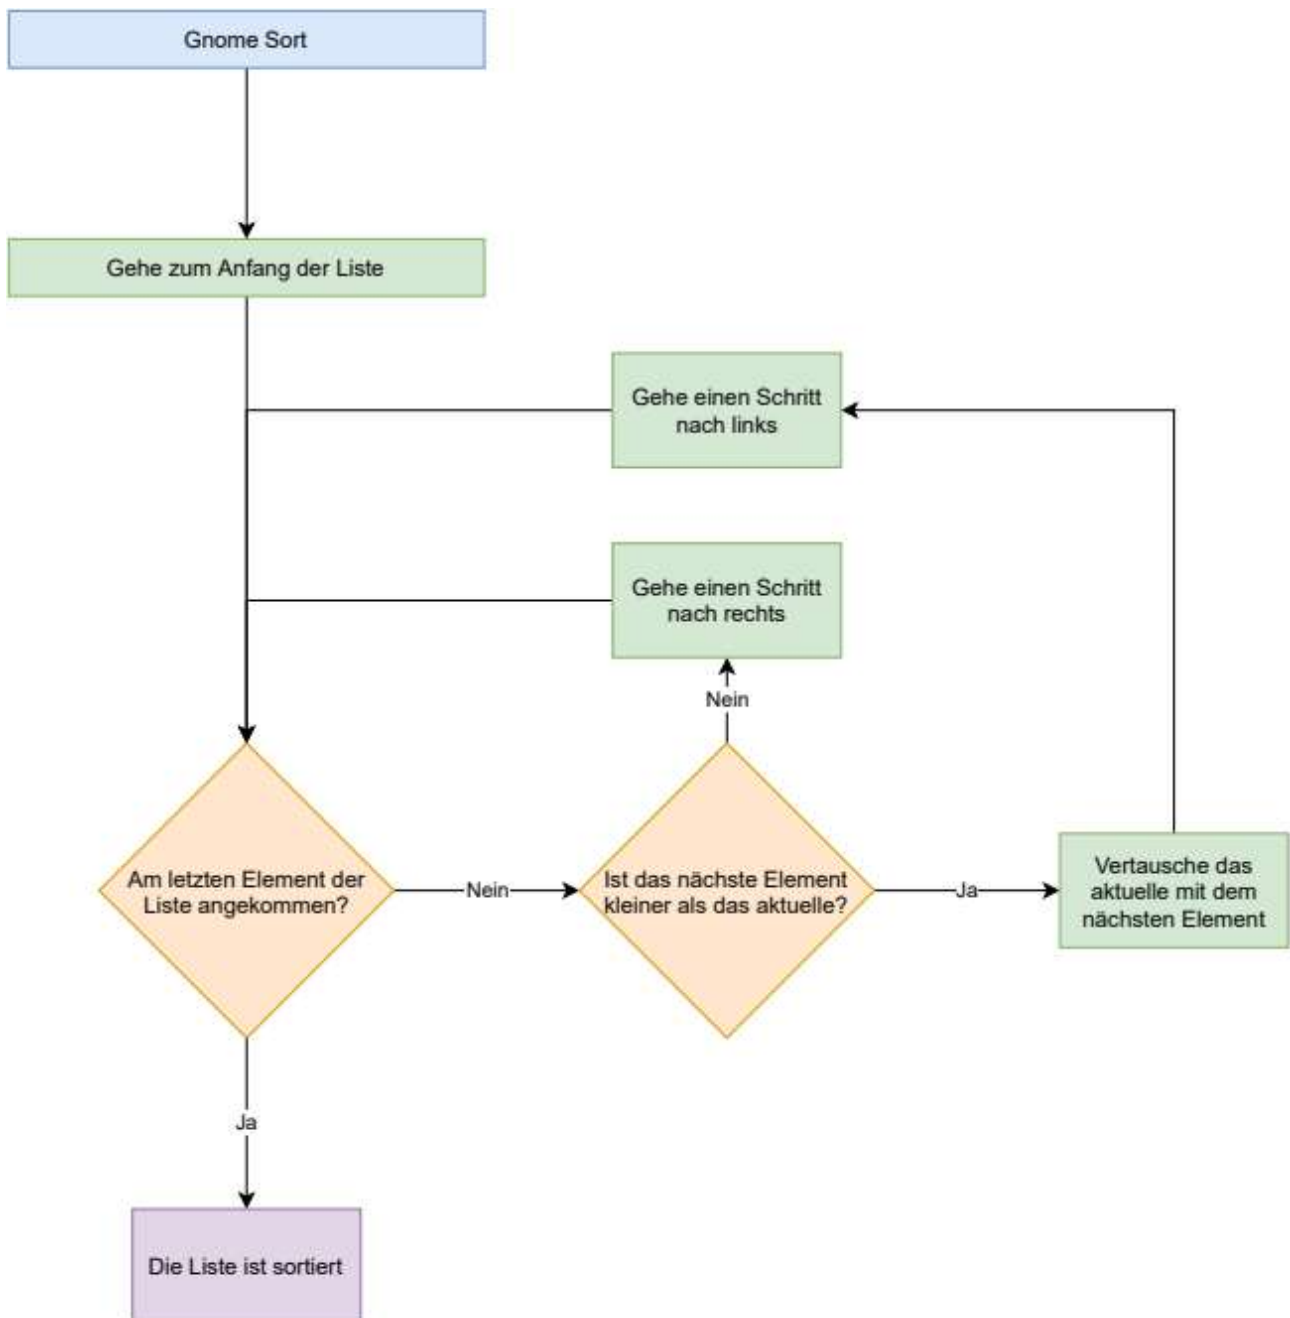 Gnome Sort
Gehe zum Anfang der Liste
Gehe einen Schritt
nach links
Gehe einen Schritt
nach rechts
Nein
Am letzten Element der
Liste angekommen?
Nein
Ist das nächste Element
kleiner als das aktuelle?
Ja
Vertausche das
aktuelle mit dem
nächsten Element
Ja
Die Liste ist sortiert